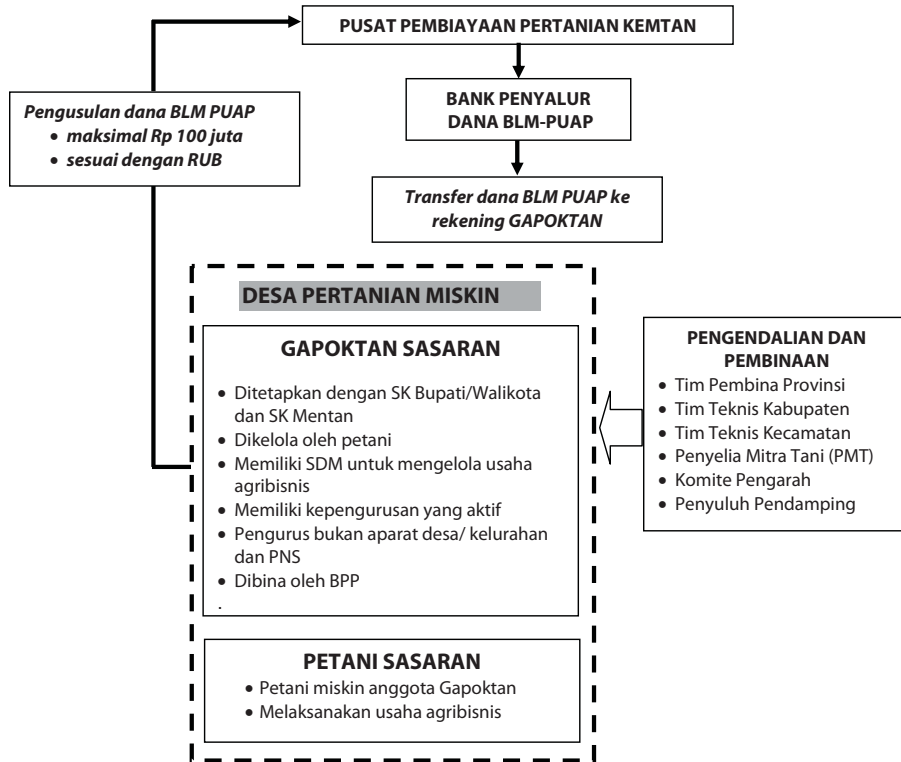 PUSAT PEMBIAYAAN PERTANIAN KEMTAN
Pengusulan dana BLM PUAP
• maksimal Rp 100 juta
• sesuai dengan RUB
BANK PENYALUR
DANA BLM-PUAP
Transfer dana BLM PUAP ke
rekening GAPOKTAN
DESA PERTANIAN MISKIN
GAPOKTAN SASARAN
• Ditetapkan dengan SK Bupati/Walikota
dan SK Mentan
• Dikelola oleh petani
• Memiliki SDM untuk mengelola usaha
agribisnis
• Memiliki kepengurusan yang aktif
• Pengurus bukan aparat desa/ kelurahan
dan PNS
• Dibina oleh BPP
.
PETANI SASARAN
• Petani miskin anggota Gapoktan
• Melaksanakan usaha agribisnis
PENGENDALIAN DAN
PEMBINAAN
• Tim Pembina Provinsi
• Tim Teknis Kabupaten
• Tim Teknis Kecamatan
• Penyelia Mitra Tani (PMT)
• Komite Pengarah
• Penyuluh Pendamping